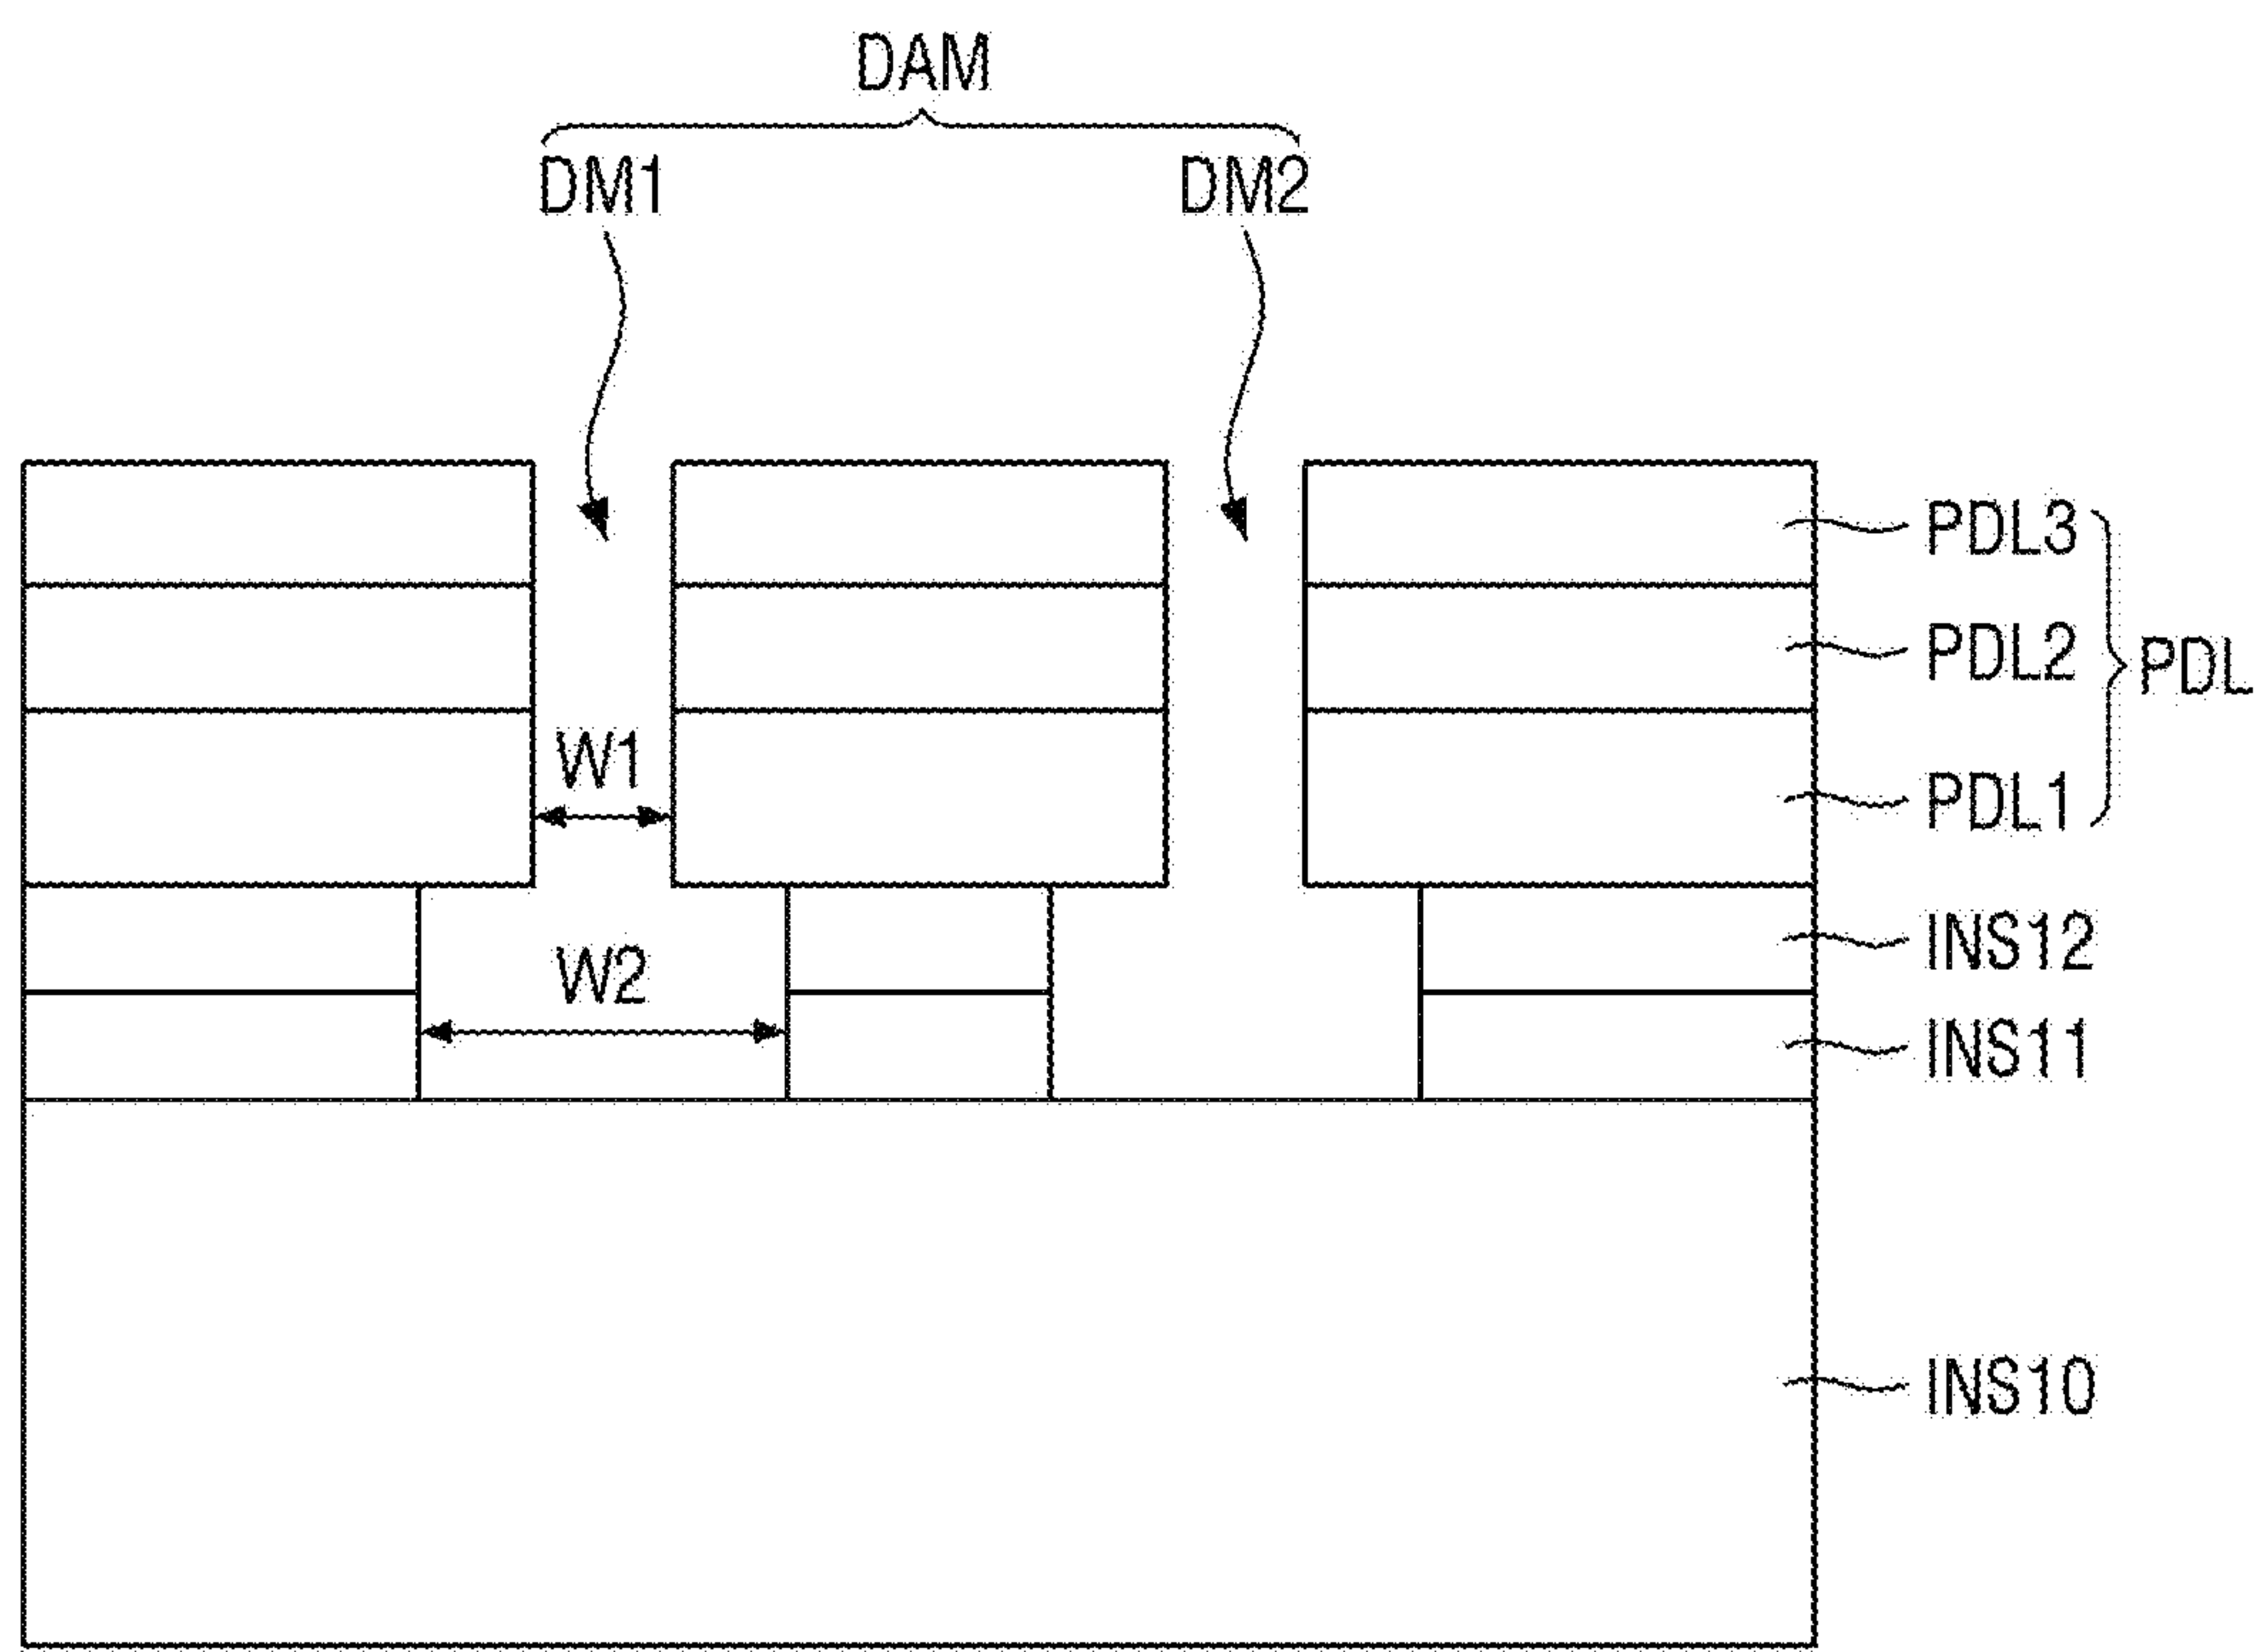 DAM
DM1 DM2
PDL3
PDL2
PDL
W1
PDL1
INS12
W2
INS11
INS10